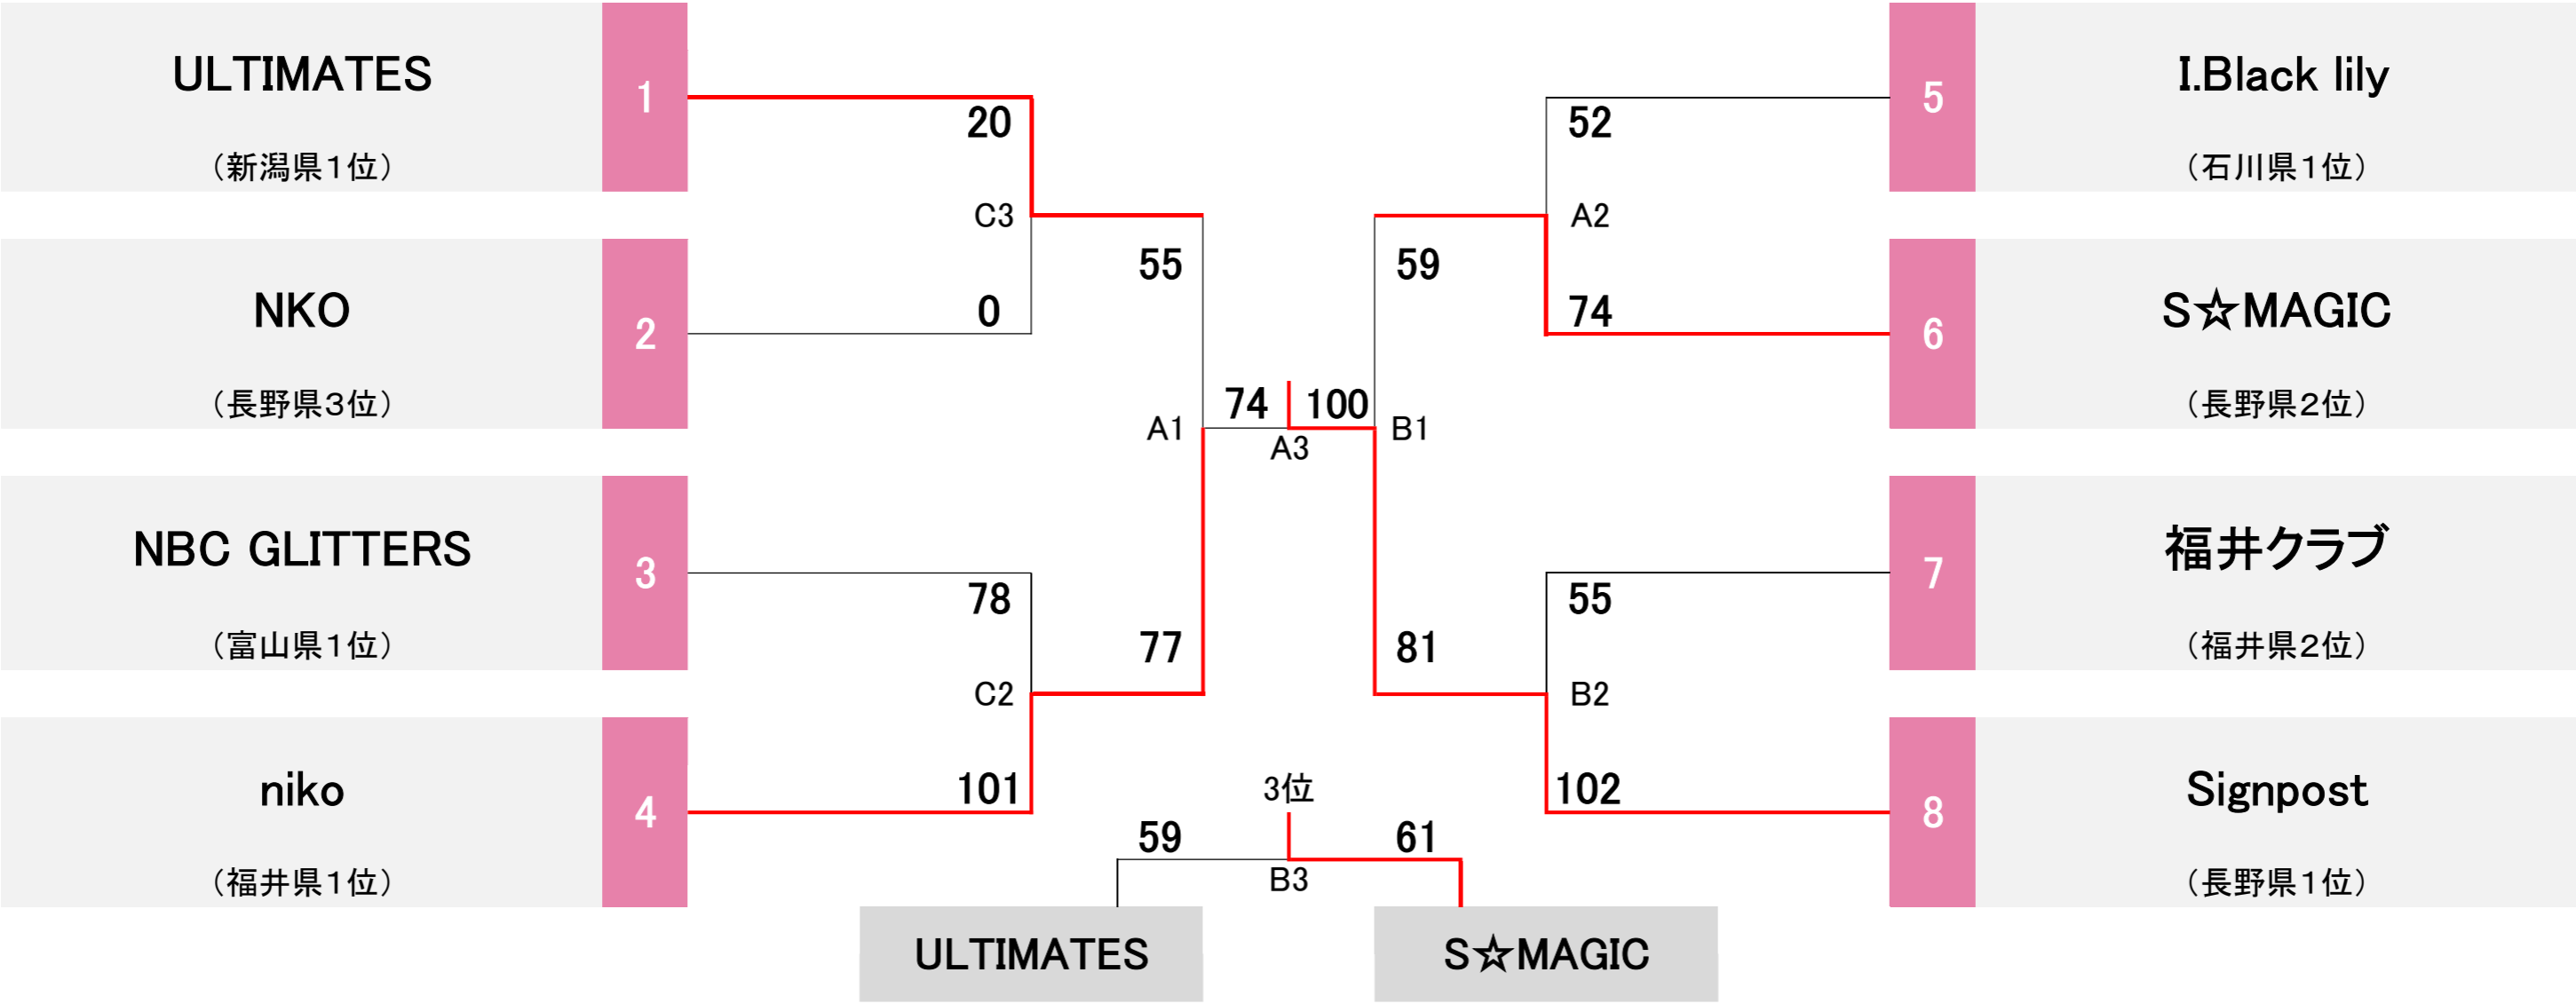 ULTIMATES
（新潟県１位）
1
NKO
（長野県３位）
2
NBC GLITTERS
（富山県１位）
3
niko
（福井県１位）
4
20
C3
0
78
C2
101
55
A1
77
74
100
A3
59
B1
81
52
A2
74
55
B2
102
5
I.Black lily
（石川県１位）
6
S☆MAGIC
（長野県２位）
7
福井クラブ
（福井県２位）
8
Signpost
（長野県１位）
3位
59
61
B3
ULTIMATES
S☆MAGIC